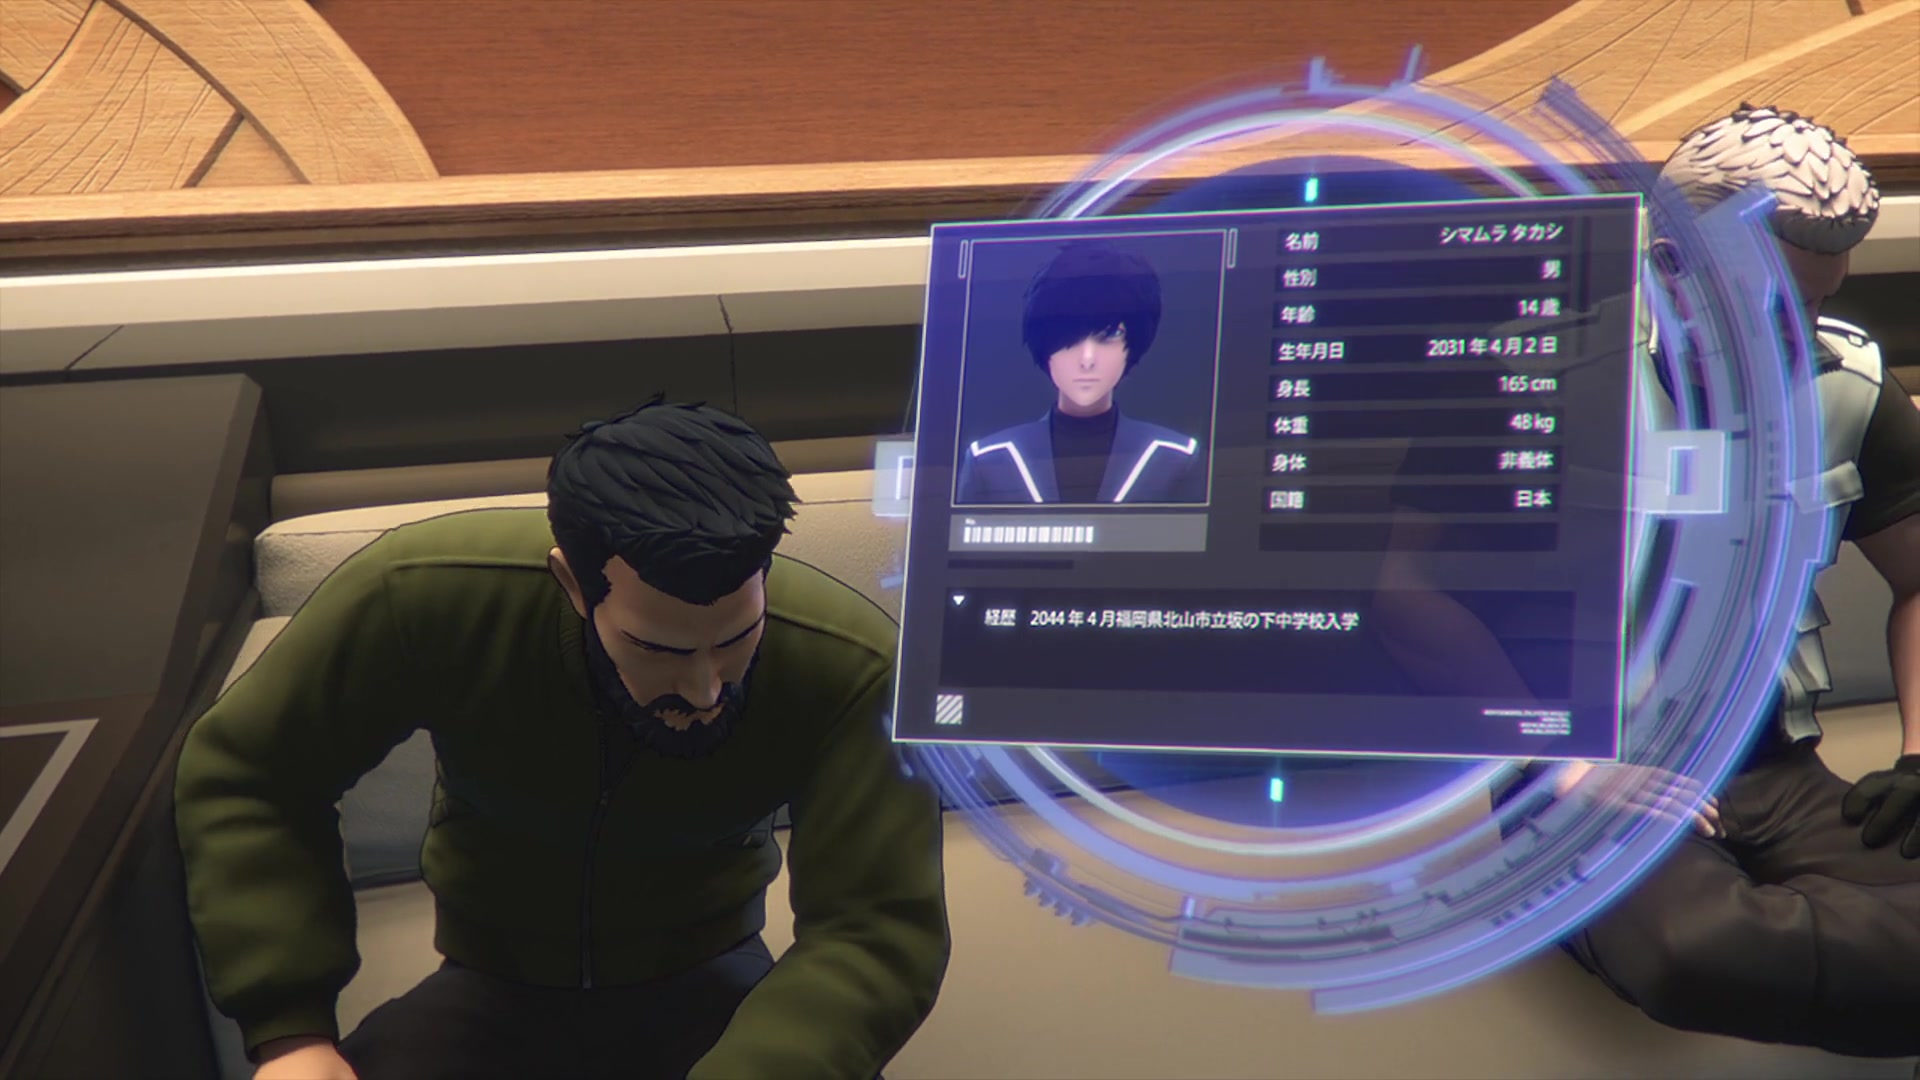 名前 シマムラ タカシ
性別 男
年齢 14 歳
生年月日 2031 年 4 月 2 日
身長 165 cm
体重 48 kg
身体 非義体
国籍 日本
No.
経歴 2044 年 4 月福岡県北山市立坂の下中学校入学